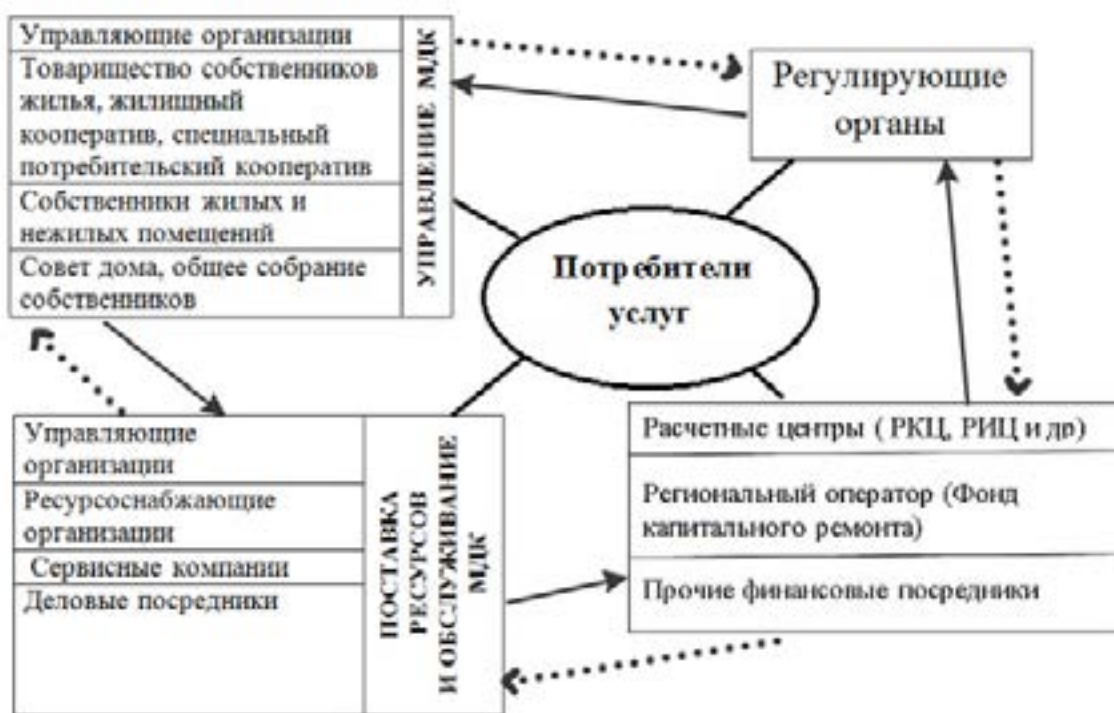 Управляющие организации
Товарищество собственников
жилья, жилищный
кооператив, специальный
потребительский кооператив
Собственники жилых и
нежилых помещений
Совет дома, общее собрание
собственников
УПРАВЛЕНИЕ МДК
Регулирующие
органы
Потребители
услуг
Управляющие
организации
Ресурсоснабжающие
организации
Сервисные компании
Деловые посредники
ПОСТАВКА
РЕСУРСОВ
И ОБСЛУЖИВАНИЕ
МДК
Расчетные центры ( РКЦ, РИЦ и др)
Региональный оператор (Фонд
капитального ремонта)
Прочие финансовые посредники